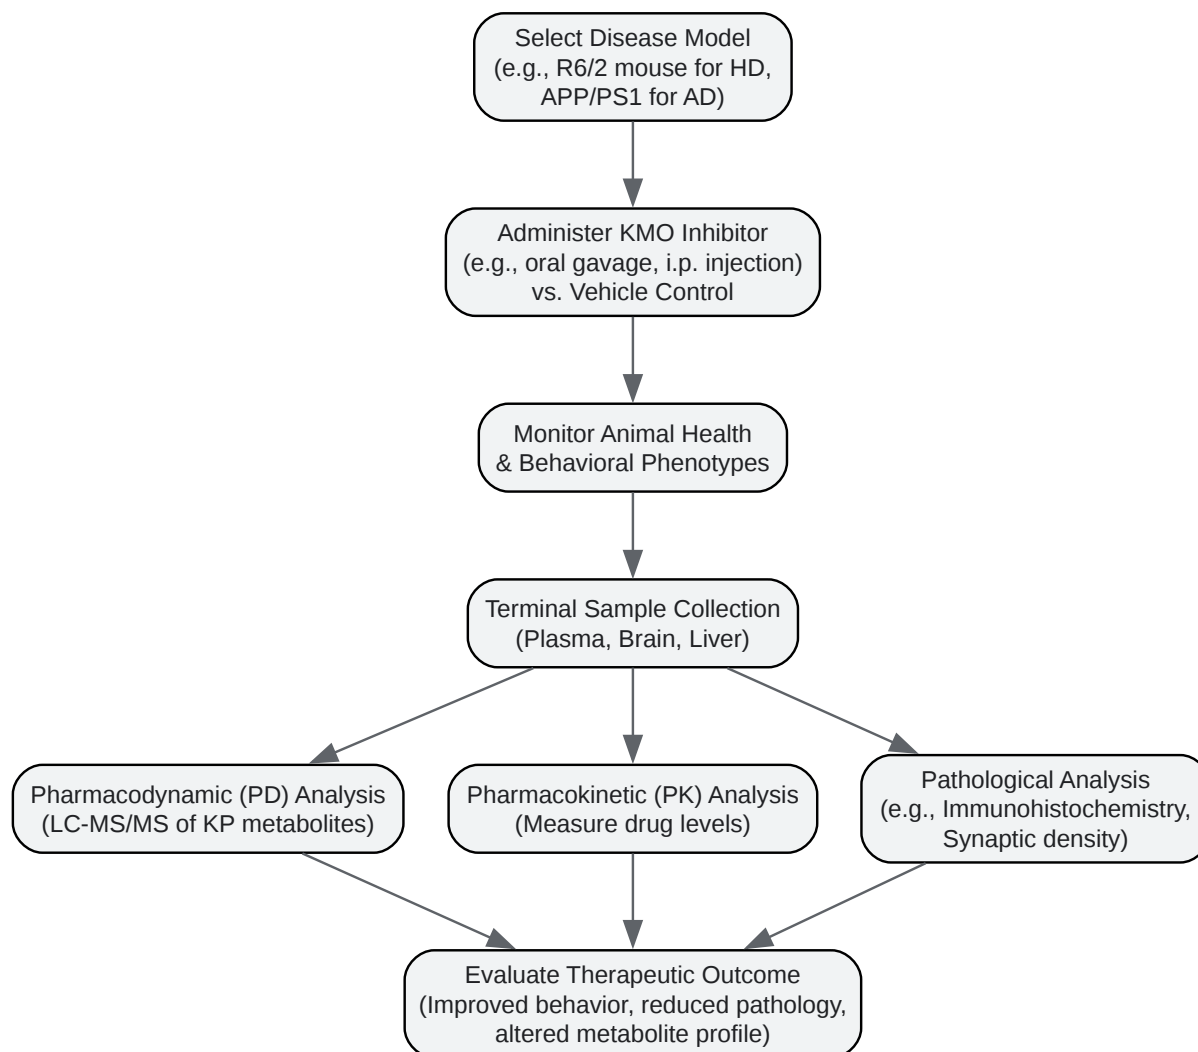 Select Disease Model
(e.g., R6/2 mouse for HD,
APP/PS1 for AD)
Administer KMO Inhibitor
(e.g., oral gavage, i.p. injection)
vs. Vehicle Control
Monitor Animal Health
& Behavioral Phenotypes
Terminal Sample Collection
(Plasma, Brain, Liver)
Pharmacodynamic (PD) Analysis
(LC-MS/MS of KP metabolites)
Pharmacokinetic (PK) Analysis
(Measure drug levels)
Pathological Analysis
(e.g., Immunohistochemistry,
Synaptic density)
Evaluate Therapeutic Outcome
(Improved behavior, reduced pathology,
altered metabolite profile)